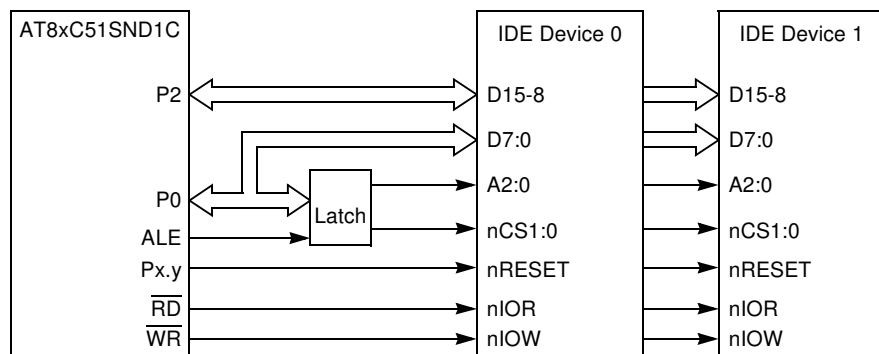 AT8xC51SND1C
P2
P0
ALE
Px.y
RD
WR
Latch
IDE Device 0
D15-8
D7:0
A2:0
nCS1:0
nRESET
nIOR
nIOW
IDE Device 1
D15-8
D7:0
A2:0
nCS1:0
nRESET
nIOR
nIOW